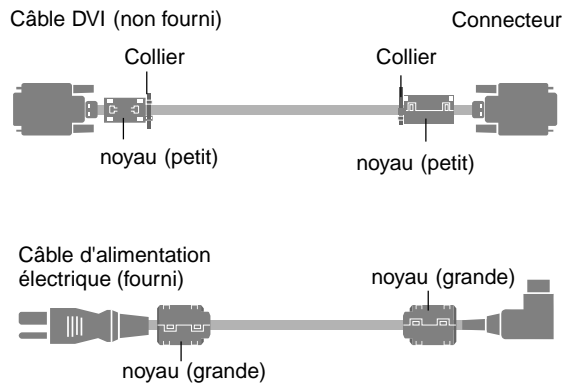 Câble DVI (non fourni)
Connecteur
Collier
Collier
noyau (petit)
noyau (petit)
Câble d'alimentation
électrique (fourni)
noyau (grande)
noyau (grande)